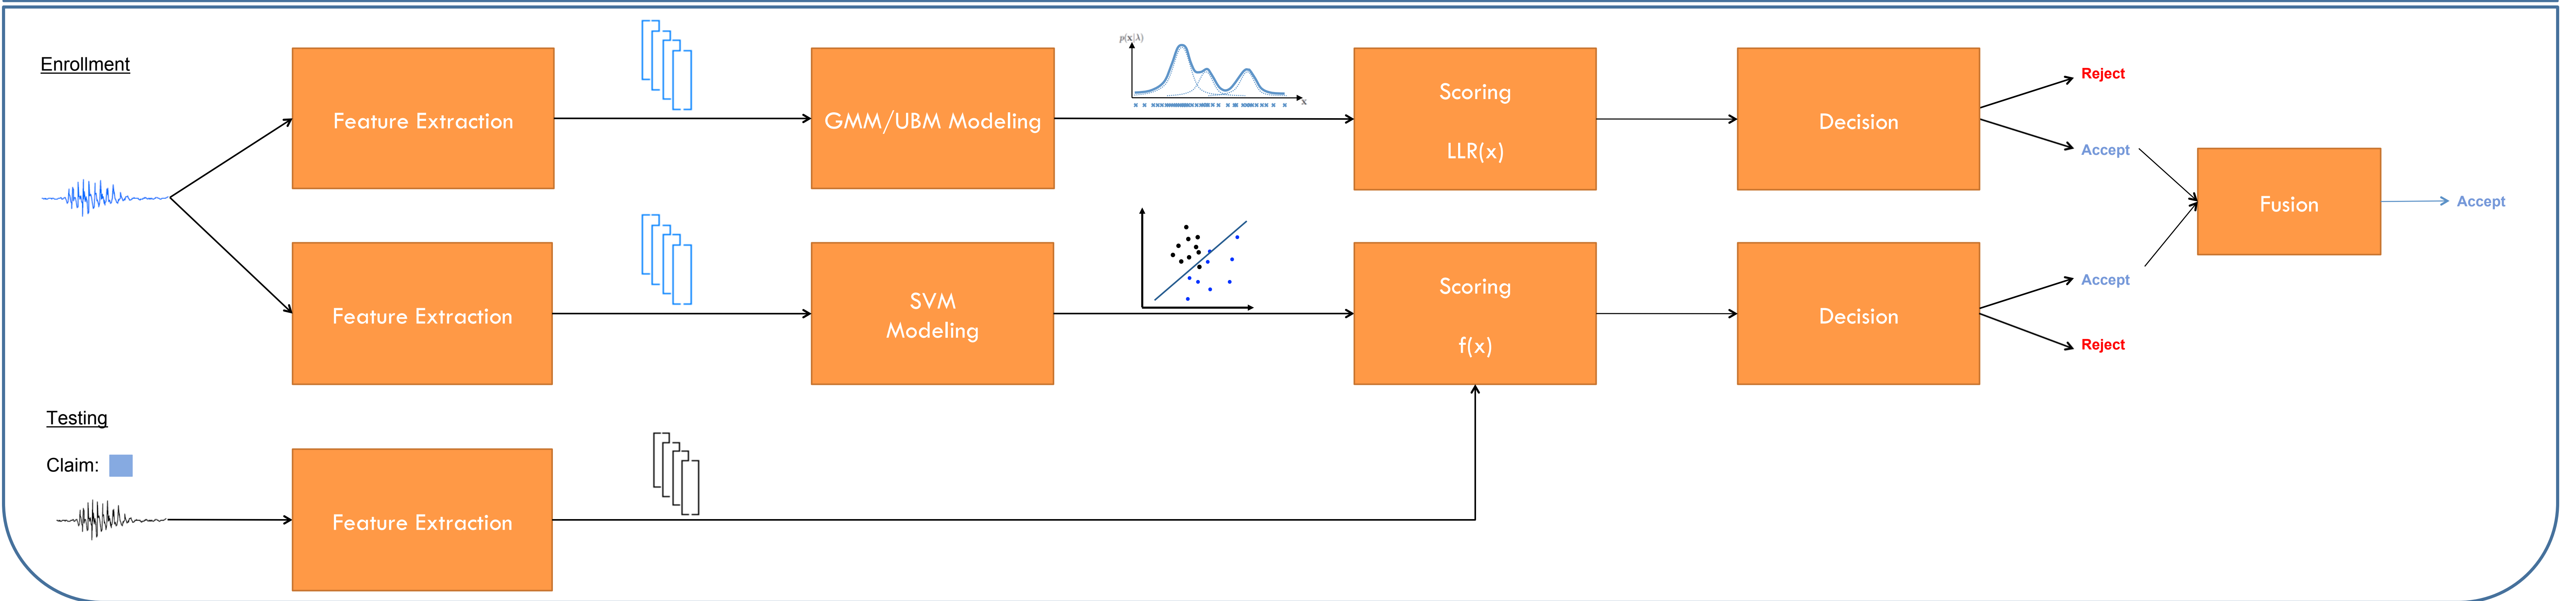 Enrollment
Feature Extraction
GMM/UBM Modeling
p(x|λ)
x
Scoring
LLR(x)
Decision
Reject
Accept
Feature Extraction
SVM
Modeling
Scoring
f(x)
Decision
Accept
Reject
Fusion
Accept
Testing
Claim:
Feature Extraction